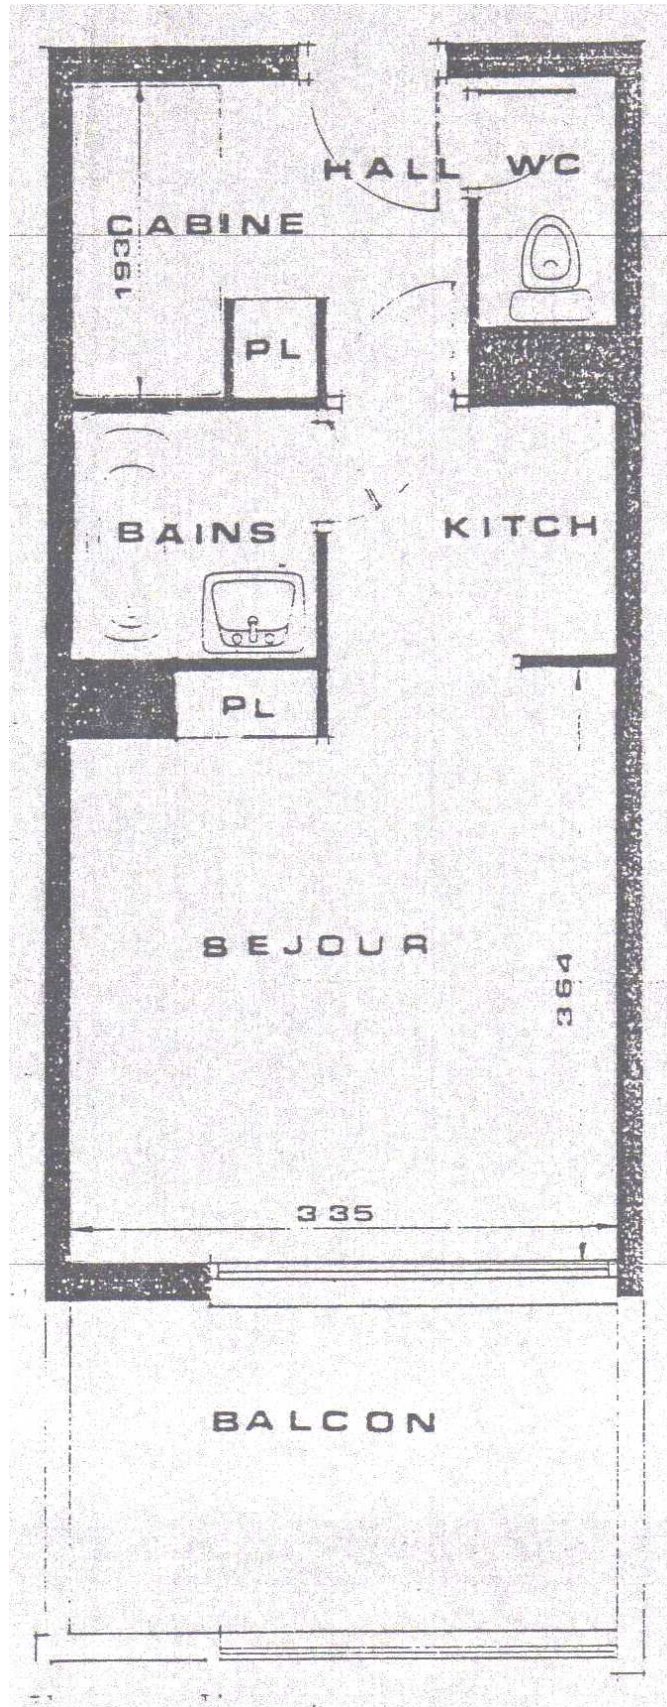 HALL
WC
CABINE
193
PL
BAINS
KITCH
PL
SEJOUR
364
335
BALCON